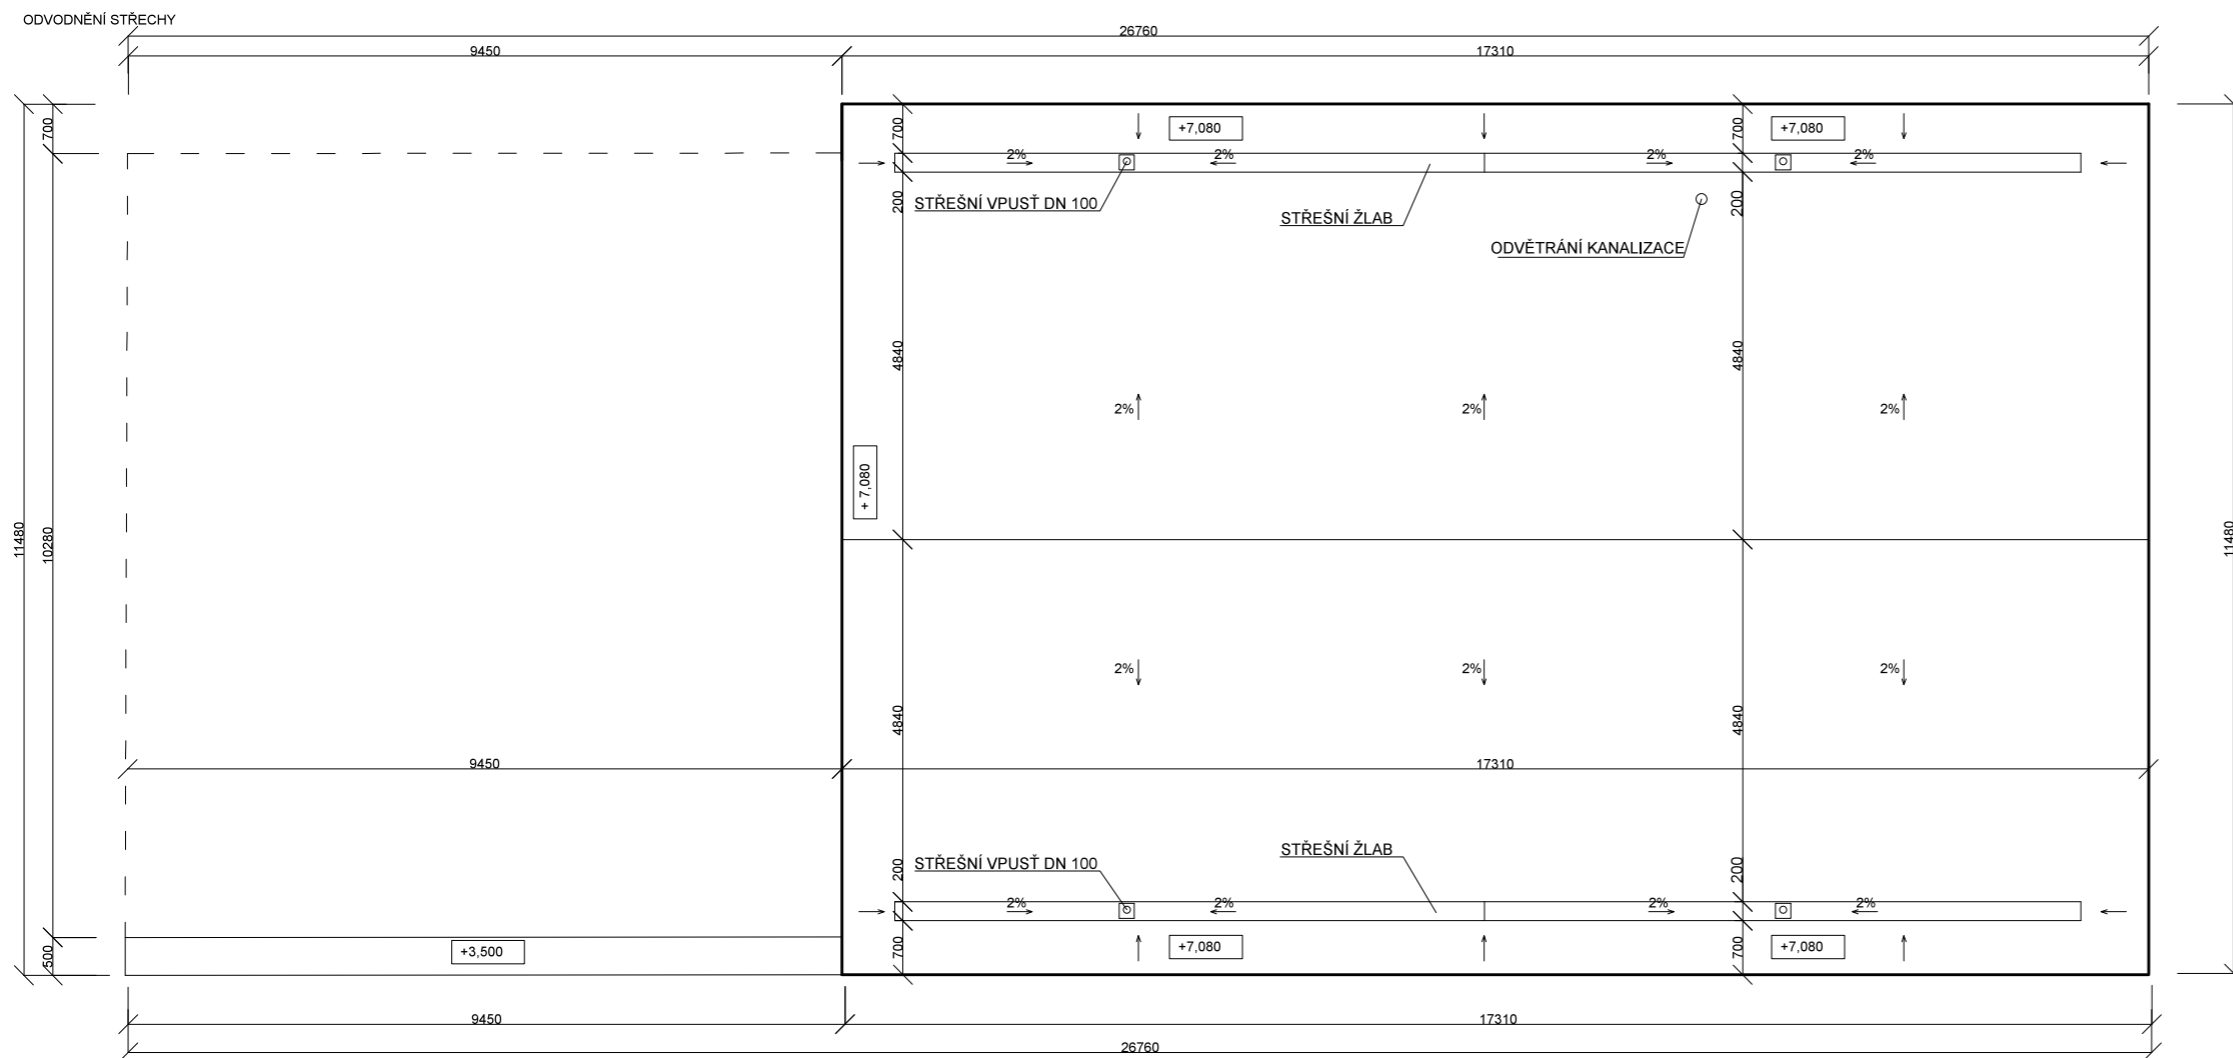 ODVODNĚNÍ STŘECHY
26760
9450 17310
700 700 +7,080 700 +7,080
2% 2% 2% 2%
200 STŘEŠNÍ VPUSŤ DN 100 STŘEŠNÍ ŽLAB 200
ODVĚTRÁNÍ KANALIZACE
4840 4840
2% 2% 2%
+ 7,080
11480 10280 11480
2% 2% 2%
4840 4840
9450 17310
STŘEŠNÍ ŽLAB
200 STŘEŠNÍ VPUSŤ DN 100 200
2% 2% 2% 2%
500 +3,500 700 +7,080 700 +7,080
9450 17310
26760